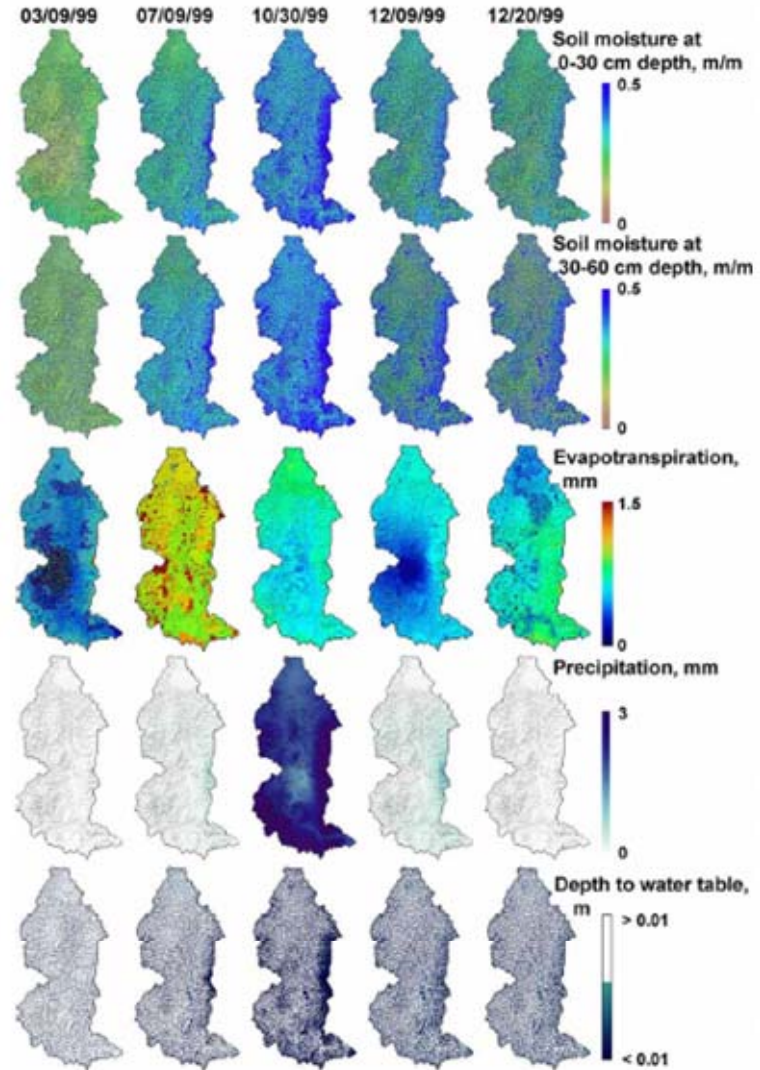 03/09/99 07/09/99 10/30/99 12/09/99 12/20/99
Soil moisture at
0-30 cm depth, m/m
0.5
0
Soil moisture at
30-60 cm depth, m/m
0.5
0
Evapotranspiration,
mm
1.5
0
Precipitation, mm
3
0
Depth to water table,
m
> 0.01
< 0.01